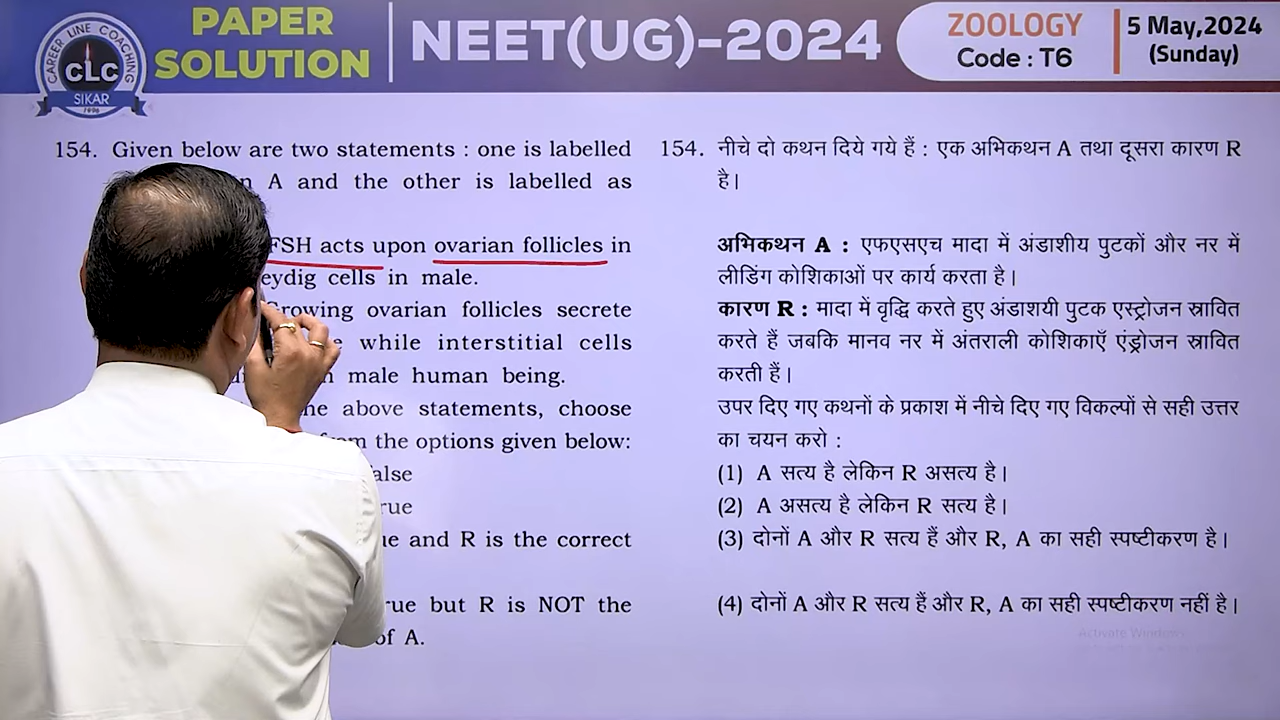 CAREER LINE COACHING
CLC
SIKAR
1996
PAPER
SOLUTION
NEET(UG)-2024
ZOOLOGY
Code : T6
5 May,2024
(Sunday)
154. Given below are two statements : one is labelled
A and the other is labelled as
FSH acts upon ovarian follicles in
eydig cells in male.
Growing ovarian follicles secrete
while interstitial cells
male human being.
he above statements, choose
from the options given below:
alse
rue
ue and R is the correct
rue but R is NOT the
of A.
154. नीचे दो कथन दिये गये हैं : एक अभिकथन A तथा दूसरा कारण R
है।
अभिकथन A : एफएसएच मादा में अंडाशीय पुटकों और नर में
लीडिंग कोशिकाओं पर कार्य करता है।
कारण R : मादा में वृद्धि करते हुए अंडाशयी पुटक एस्ट्रोजन स्रावित
करते हैं जबकि मानव नर में अंतराली कोशिकाएँ एंड्रोजन स्रावित
करती हैं।
उपर दिए गए कथनों के प्रकाश में नीचे दिए गए विकल्पों से सही उत्तर
का चयन करो :
(1) A सत्य है लेकिन R असत्य है।
(2) A असत्य है लेकिन R सत्य है।
(3) दोनों A और R सत्य हैं और R, A का सही स्पष्टीकरण है।
(4) दोनों A और R सत्य हैं और R, A का सही स्पष्टीकरण नहीं है।
Activate Windows